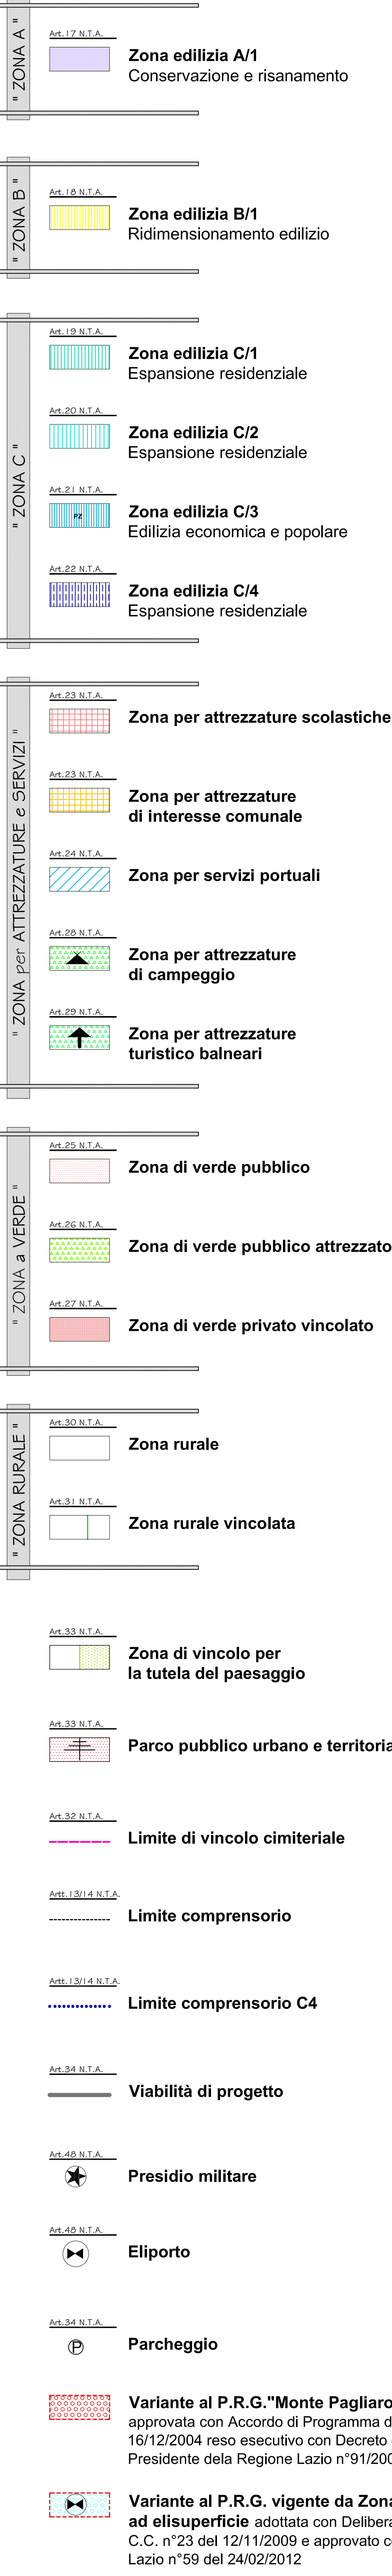 " ZONA A "
Art.17 N.T.A.
Zona edilizia A/1
Conservazione e risanamento
" ZONA B "
Art.18 N.T.A.
Zona edilizia B/1
Ridimensionamento edilizio
" ZONA C "
Art.19 N.T.A.
Zona edilizia C/1
Espansione residenziale
Art.20 N.T.A.
Zona edilizia C/2
Espansione residenziale
Art.21 N.T.A.
PZ
Zona edilizia C/3
Edilizia economica e popolare
Art.22 N.T.A.
Zona edilizia C/4
Espansione residenziale
" ZONA per ATTREZZATURE e SERVIZI "
Art.23 N.T.A.
Zona per attrezzature scolastiche
Art.23 N.T.A.
Zona per attrezzature
di interesse comunale
Art.24 N.T.A.
Zona per servizi portuali
Art.28 N.T.A.
Zona per attrezzature
di campeggio
Art.29 N.T.A.
Zona per attrezzature
turistico balneari
" ZONA a VERDE "
Art.25 N.T.A.
Zona di verde pubblico
Art.26 N.T.A.
Zona di verde pubblico attrezzato
Art.27 N.T.A.
Zona di verde privato vincolato
" ZONA RURALE "
Art.30 N.T.A.
Zona rurale
Art.31 N.T.A.
Zona rurale vincolata
Art.33 N.T.A.
Zona di vincolo per
la tutela del paesaggio
Art.33 N.T.A.
Parco pubblico urbano e territoria
Art.32 N.T.A.
Limite di vincolo cimiteriale
Artt.13/14 N.T.A.
Limite comprensorio
Artt.13/14 N.T.A.
Limite comprensorio C4
Art.34 N.T.A.
Viabilità di progetto
Art.48 N.T.A.
Presidio militare
Art.48 N.T.A.
Eliporto
Art.34 N.T.A.
P
Parcheggio
Variante al P.R.G."Monte Pagliaro
approvata con Accordo di Programma d
16/12/2004 reso esecutivo con Decreto
Presidente della Regione Lazio n°91/200
Variante al P.R.G. vigente da Zona
ad elisuperficie adottata con Delibera
C.C. n°23 del 12/11/2009 e approvato c
Lazio n°59 del 24/02/2012